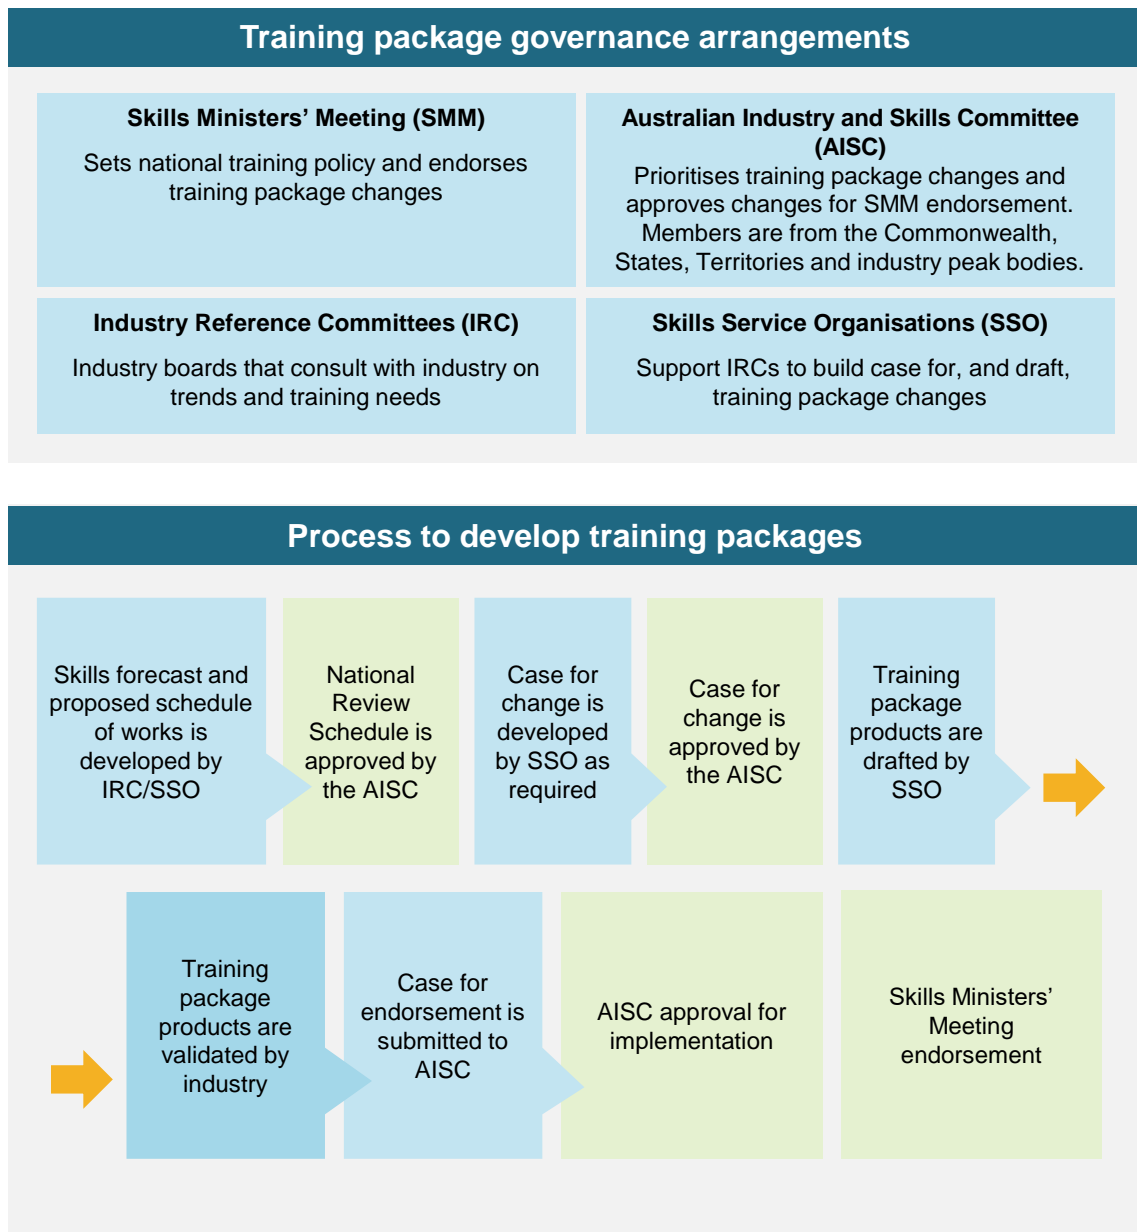 Training package governance arrangements
Skills Ministers’ Meeting (SMM)
Sets national training policy and endorses
training package changes
Australian Industry and Skills Committee
(AISC)
Prioritises training package changes and
approves changes for SMM endorsement.
Members are from the Commonwealth,
States, Territories and industry peak bodies.
Industry Reference Committees (IRC)
Industry boards that consult with industry on
trends and training needs
Skills Service Organisations (SSO)
Support IRCs to build case for, and draft,
training package changes
Process to develop training packages
Skills forecast and
proposed schedule
of works is
developed by
IRC/SSO
National
Review
Schedule is
approved by
the AISC
Case for
change is
developed
by SSO as
required
Case for
change is
approved by
the AISC
Training
package
products are
drafted by
SSO
Training
package
products are
validated by
industry
Case for
endorsement is
submitted to
AISC
AISC approval for
implementation
Skills Ministers’
Meeting
endorsement